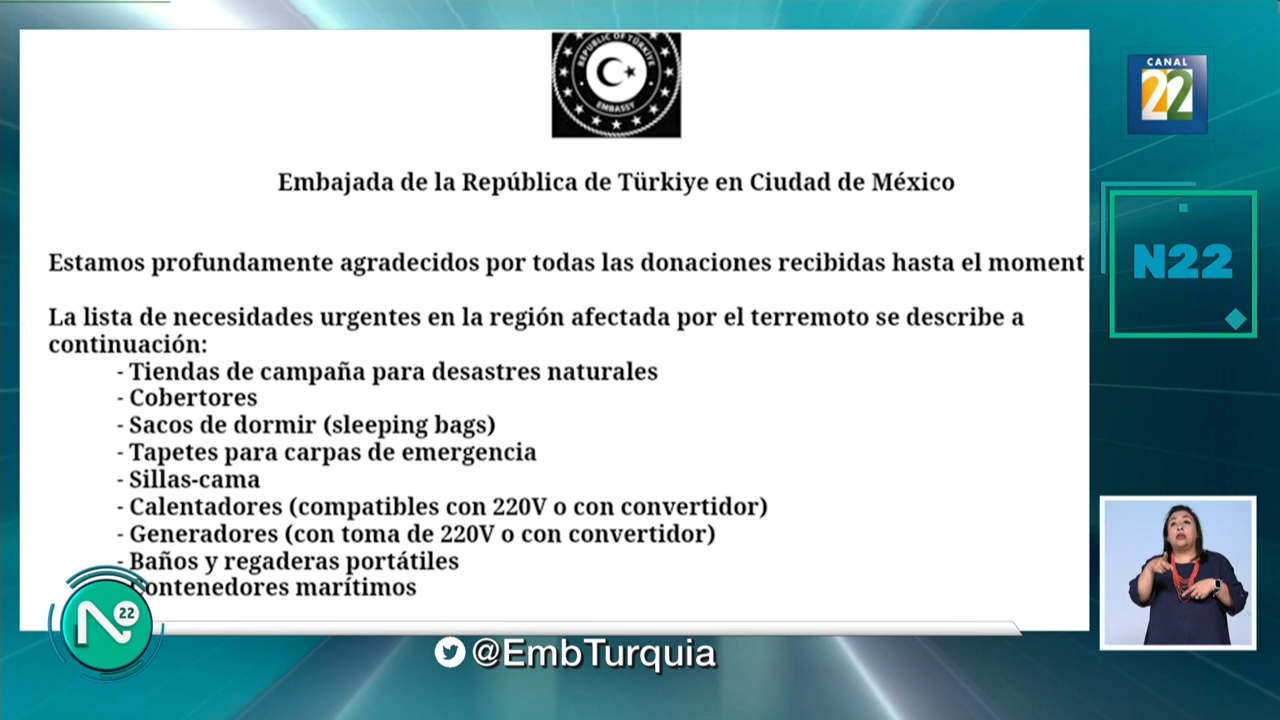 REPUBLIC OF TÜRKIYE
EMBASSY
CANAL
22
Embajada de la República de Türkiye en Ciudad de México
N22
Estamos profundamente agradecidos por todas las donaciones recibidas hasta el moment
La lista de necesidades urgentes en la región afectada por el terremoto se describe a
continuación:
- Tiendas de campaña para desastres naturales
- Cobertores
- Sacos de dormir (sleeping bags)
- Tapetes para carpas de emergencia
- Sillas-cama
- Calentadores (compatibles con 220V o con convertidor)
- Generadores (con toma de 220V o con convertidor)
- Baños y regaderas portátiles
Contenedores marítimos
N 22
@EmbTurquia